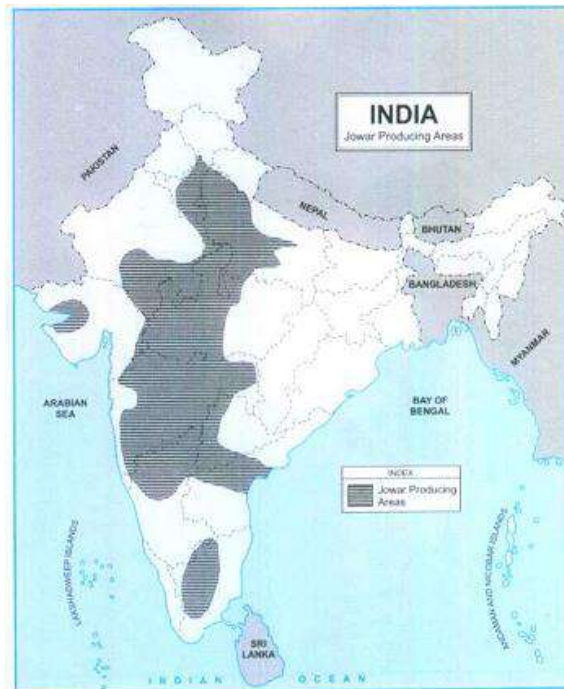 INDIA
Jowar Producing Areas
PAKISTAN
NEPAL
BHUTAN
BANGLADESH
MYANMAR
ARABIAN
SEA
BAY OF
BENGAL
INDEX
Jowar Producing
Areas
LAKSHADWEEP ISLANDS
ANDAMAN AND NICOBAR ISLANDS
SRI
LANKA
INDIAN OCEAN